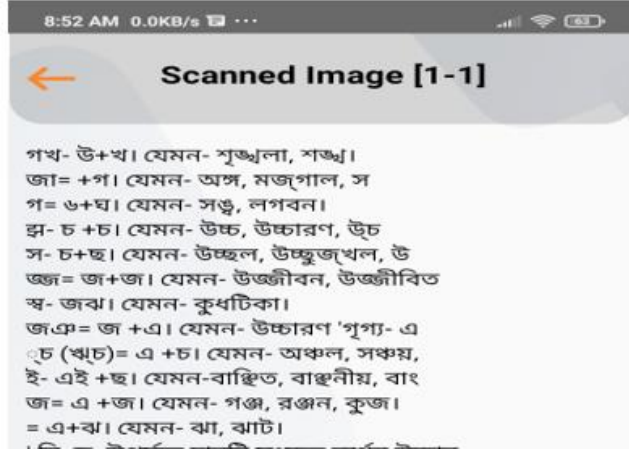 8:52 AM 0.0KB/s ··· 63
Scanned Image [1-1]
গখ- উ+খ। যেমন- শৃঙ্খলা, শঙ্খ।
জা= +গ। যেমন- অঙ্গ, মজ্গাল, স
গ= ৬+ঘ। যেমন- সঙ্ঘ, লগবন।
ঝ- চ +চ। যেমন- উচ্চ, উচ্চারণ, উ্চ
স- চ+ছ। যেমন- উচ্ছল, উচ্ছুজ্খল, উ
জ্জ= জ+জ। যেমন- উজ্জীবন, উজ্জীবিত
স্ব- জঝ। যেমন- কুধটিকা।
জঞ= জ +এ। যেমন- উচ্চারণ 'গৃগ্য- এ
্চ (ঋ্চ)= এ +চ। যেমন- অঞ্চল, সঞ্চয়,
ই- এই +ছ। যেমন-বাঞ্ছিত, বাঞ্ছনীয়, বাং
জ= এ +জ। যেমন- গঞ্জ, রঞ্জন, কুজ।
= এ+ঝ। যেমন- ঝা, ঝাট।